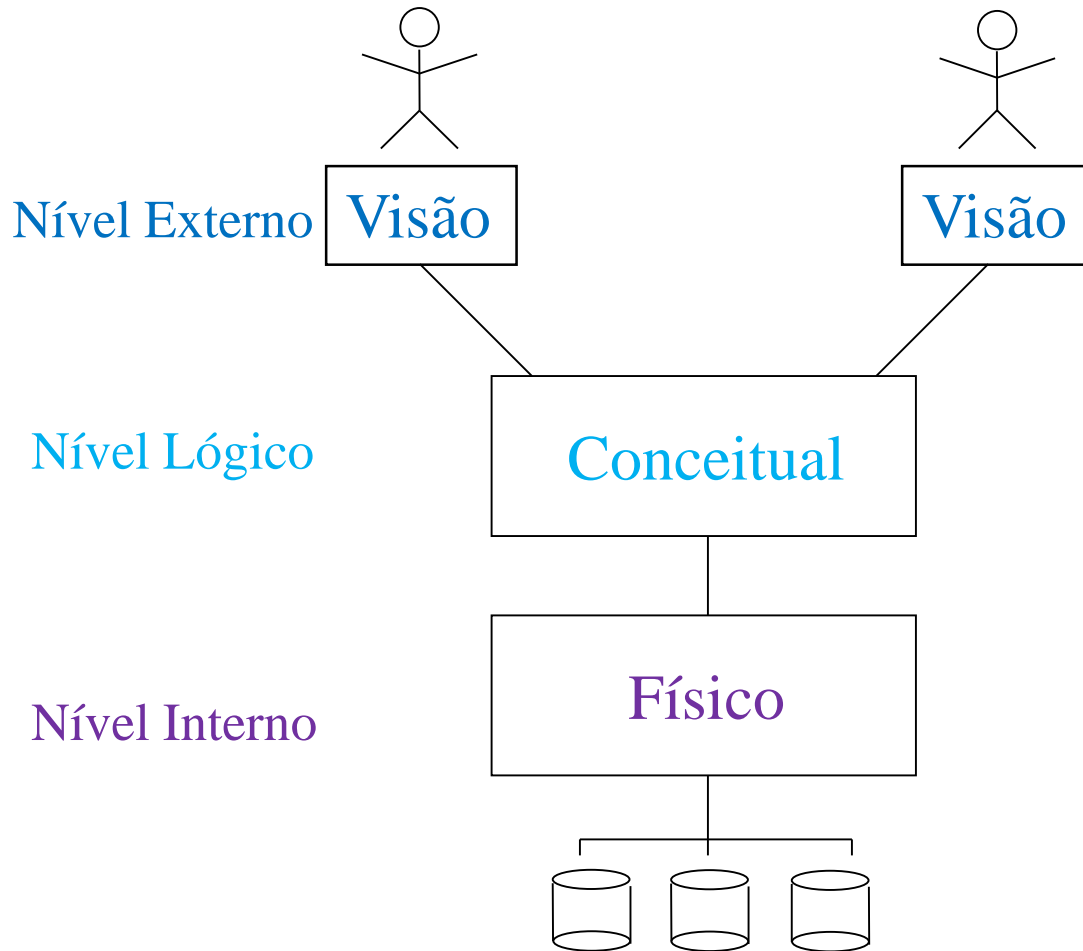 Nível Externo
Visão
Visão
Nível Lógico
Conceitual
Nível Interno
Físico